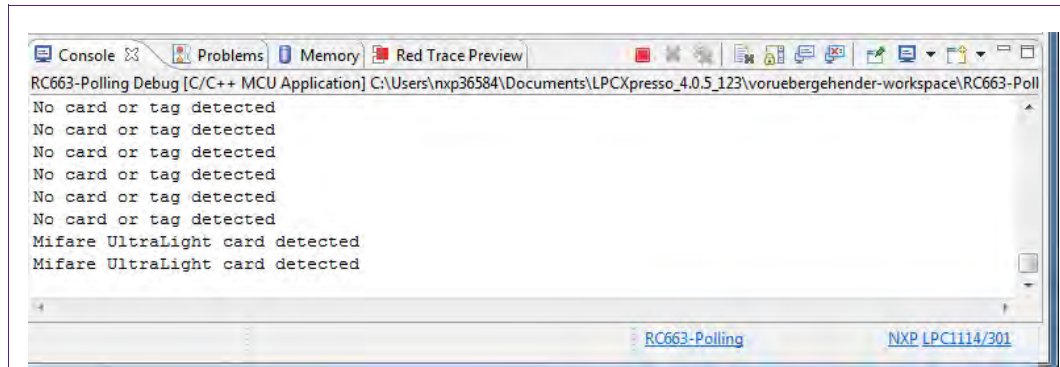 Console Problems Memory Red Trace Preview
RC663-Polling Debug [C/C++ MCU Application] C:\Users\nxp36584\Documents\LPCXpresso_4.0.5_123\voruebergehender-workspace\RC663-Poll
No card or tag detected
No card or tag detected
No card or tag detected
No card or tag detected
No card or tag detected
No card or tag detected
Mifare UltraLight card detected
Mifare UltraLight card detected
RC663-Polling NXP LPC1114/301